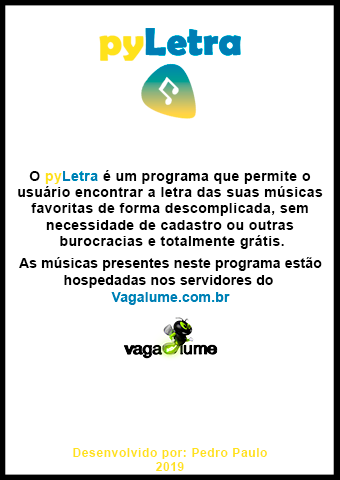 pyLetra
O pyLetra é um programa que permite o
usuário encontrar a letra das suas músicas
favoritas de forma descomplicada, sem
necessidade de cadastro ou outras
burocracias e totalmente grátis.
As músicas presentes neste programa estão
hospedadas nos servidores do
Vagalume.com.br
vagalume
Desenvolvido por: Pedro Paulo
2019